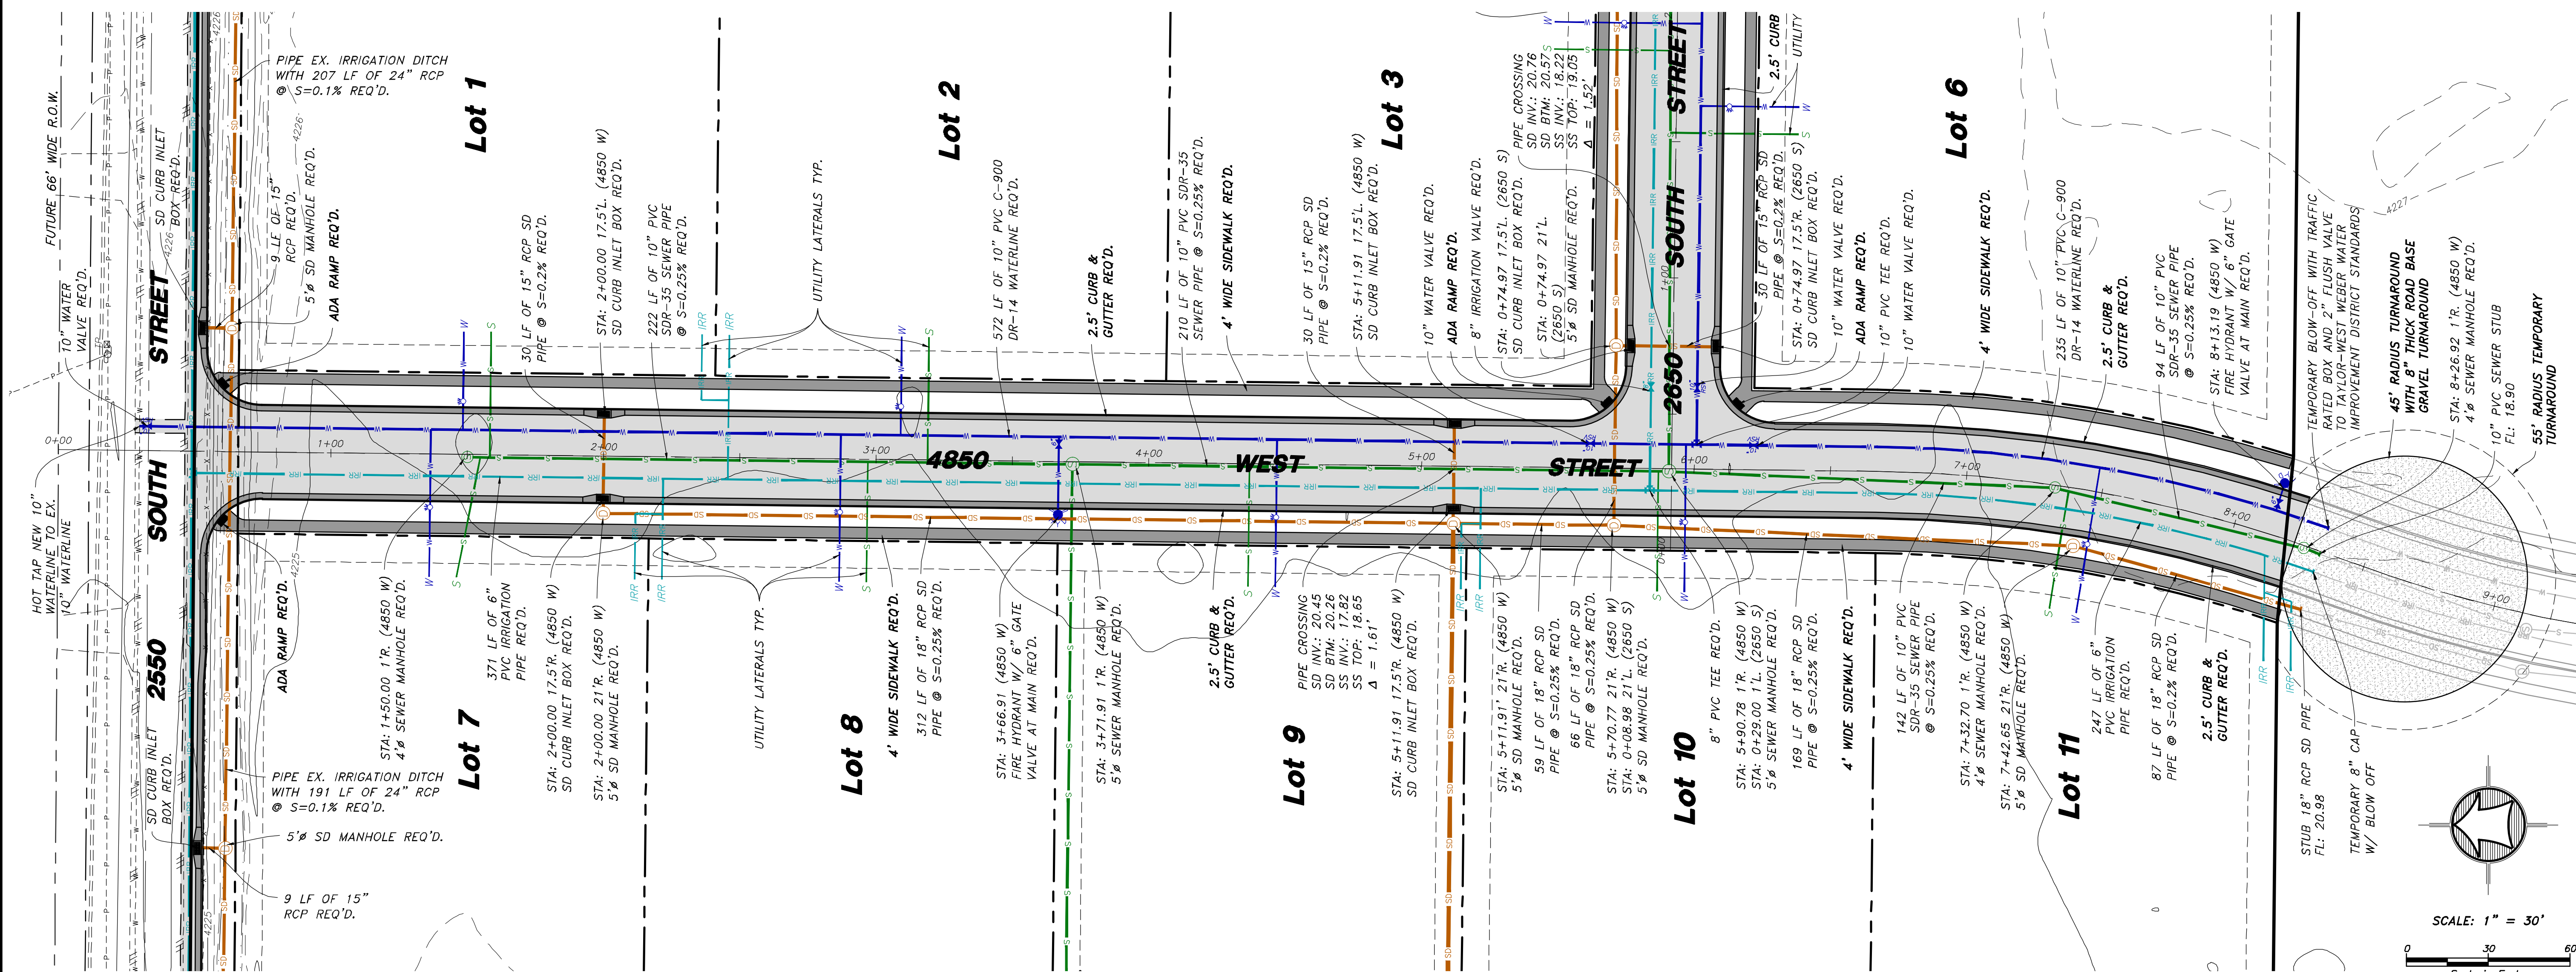 PIPE EX. IRRIGATION DITCH
WITH 207 LF OF 24" RCP
@ S=0.1% REQ'D.
FUTURE 66' WIDE R.O.W.
10" WATER
VALVE REQ'D.
SD CURB INLET
BOX REQ'D.
4226
4226
4226
9 LF OF 15"
RCP REQ'D.
5'ø SD MANHOLE REQ'D.
ADA RAMP REQ'D.
2550 SOUTH STREET
HOT TAP NEW 10"
WATERLINE TO EX.
10" WATERLINE
ADA RAMP REQ'D.
4225
SD CURB INLET
BOX REQ'D.
PIPE EX. IRRIGATION DITCH
WITH 191 LF OF 24" RCP
@ S=0.1% REQ'D.
5'ø SD MANHOLE REQ'D.
9 LF OF 15"
RCP REQ'D.
4225
Lot 1
Lot 2
Lot 3
Lot 6
30 LF OF 15" RCP SD
PIPE @ S=0.2% REQ'D.
STA: 2+00.00 17.5'L. (4850 W)
SD CURB INLET BOX REQ'D.
222 LF OF 10" PVC
SDR-35 SEWER PIPE
@ S=0.25% REQ'D.
UTILITY LATERALS TYP.
572 LF OF 10" PVC C-900
DR-14 WATERLINE REQ'D.
2.5' CURB &
GUTTER REQ'D.
210 LF OF 10" PVC SDR-35
SEWER PIPE @ S=0.25% REQ'D.
4' WIDE SIDEWALK REQ'D.
30 LF OF 15" RCP SD
PIPE @ S=0.2% REQ'D.
STA: 5+11.91 17.5'L. (4850 W)
SD CURB INLET BOX REQ'D.
10" WATER VALVE REQ'D.
ADA RAMP REQ'D.
8" IRRIGATION VALVE REQ'D.
STA: 0+74.97 17.5'L. (2650 S)
SD CURB INLET BOX REQ'D.
STA: 0+74.97 21'L.
(2650 S)
5'ø SD MANHOLE REQ'D.
PIPE CROSSING
SD INV.: 20.76
SD BTM: 20.57
SS INV.: 18.22
SS TOP: 19.05
Δ = 1.52'
2650 SOUTH STREET
2.5' CURB
UTILITY
30 LF OF 15" RCP SD
PIPE @ S=0.2% REQ'D.
STA: 0+74.97 17.5'R. (2650 S)
SD CURB INLET BOX REQ'D.
10" WATER VALVE REQ'D.
ADA RAMP REQ'D.
10" PVC TEE REQ'D.
10" WATER VALVE REQ'D.
4' WIDE SIDEWALK REQ'D.
235 LF OF 10" PVC C-900
DR-14 WATERLINE REQ'D.
2.5' CURB &
GUTTER REQ'D.
94 LF OF 10" PVC
SDR-35 SEWER PIPE
@ S=0.25% REQ'D.
STA: 8+13.19 (4850 W)
FIRE HYDRANT W/ 6" GATE
VALVE AT MAIN REQ'D.
TEMPORARY BLOW-OFF WITH TRAFFIC
RATED BOX AND 2" FLUSH VALVE
TO TAYLOR-WEST WEBER WATER
IMPROVEMENT DISTRICT STANDARDS
4227
45' RADIUS TURNAROUND
WITH 8" THICK ROAD BASE
GRAVEL TURNAROUND
STA: 8+26.92 1'R. (4850 W)
4'ø SEWER MANHOLE REQ'D.
10" PVC SEWER STUB
FL: 18.90
55' RADIUS TEMPORARY
TURNAROUND
0+00
1+00
2+00
3+00
4+00
5+00
6+00
7+00
8+00
9+00
0+00
1+00
4850 WEST STREET
STA: 1+50.00 1'R. (4850 W)
4'ø SEWER MANHOLE REQ'D.
Lot 7
371 LF OF 6"
PVC IRRIGATION
PIPE REQ'D.
STA: 2+00.00 17.5'R. (4850 W)
SD CURB INLET BOX REQ'D.
STA: 2+00.00 21'R. (4850 W)
5'ø SD MANHOLE REQ'D.
UTILITY LATERALS TYP.
Lot 8
4' WIDE SIDEWALK REQ'D.
312 LF OF 18" RCP SD
PIPE @ S=0.25% REQ'D.
STA: 3+66.91 (4850 W)
FIRE HYDRANT W/ 6" GATE
VALVE AT MAIN REQ'D.
STA: 3+71.91 1'R. (4850 W)
5'ø SEWER MANHOLE REQ'D.
2.5' CURB &
GUTTER REQ'D.
Lot 9
PIPE CROSSING
SD INV.: 20.45
SD BTM: 20.26
SS INV.: 17.82
SS TOP: 18.65
Δ = 1.61'
STA: 5+11.91 17.5'R. (4850 W)
SD CURB INLET BOX REQ'D.
STA: 5+11.91' 21'R. (4850 W)
5'ø SD MANHOLE REQ'D.
59 LF OF 18" RCP SD
PIPE @ S=0.25% REQ'D.
66 LF OF 18" RCP SD
PIPE @ S=0.25% REQ'D.
STA: 5+70.77 21'R. (4850 W)
STA: 0+08.98 21'L. (2650 S)
5'ø SD MANHOLE REQ'D.
Lot 10
8" PVC TEE REQ'D.
STA: 5+90.78 1'R. (4850 W)
STA: 0+29.00 1'L. (2650 S)
5'ø SEWER MANHOLE REQ'D.
169 LF OF 18" RCP SD
PIPE @ S=0.25% REQ'D.
4' WIDE SIDEWALK REQ'D.
142 LF OF 10" PVC
SDR-35 SEWER PIPE
@ S=0.25% REQ'D.
STA: 7+32.70 1'R. (4850 W)
4'ø SEWER MANHOLE REQ'D.
STA: 7+42.65 21'R. (4850 W)
5'ø SD MANHOLE REQ'D.
Lot 11
247 LF OF 6"
PVC IRRIGATION
PIPE REQ'D.
87 LF OF 18" RCP SD
PIPE @ S=0.2% REQ'D.
2.5' CURB &
GUTTER REQ'D.
STUB 18" RCP SD PIPE
FL: 20.98
TEMPORARY 8" CAP
W/ BLOW OFF
SCALE: 1" = 30'
0 30 60